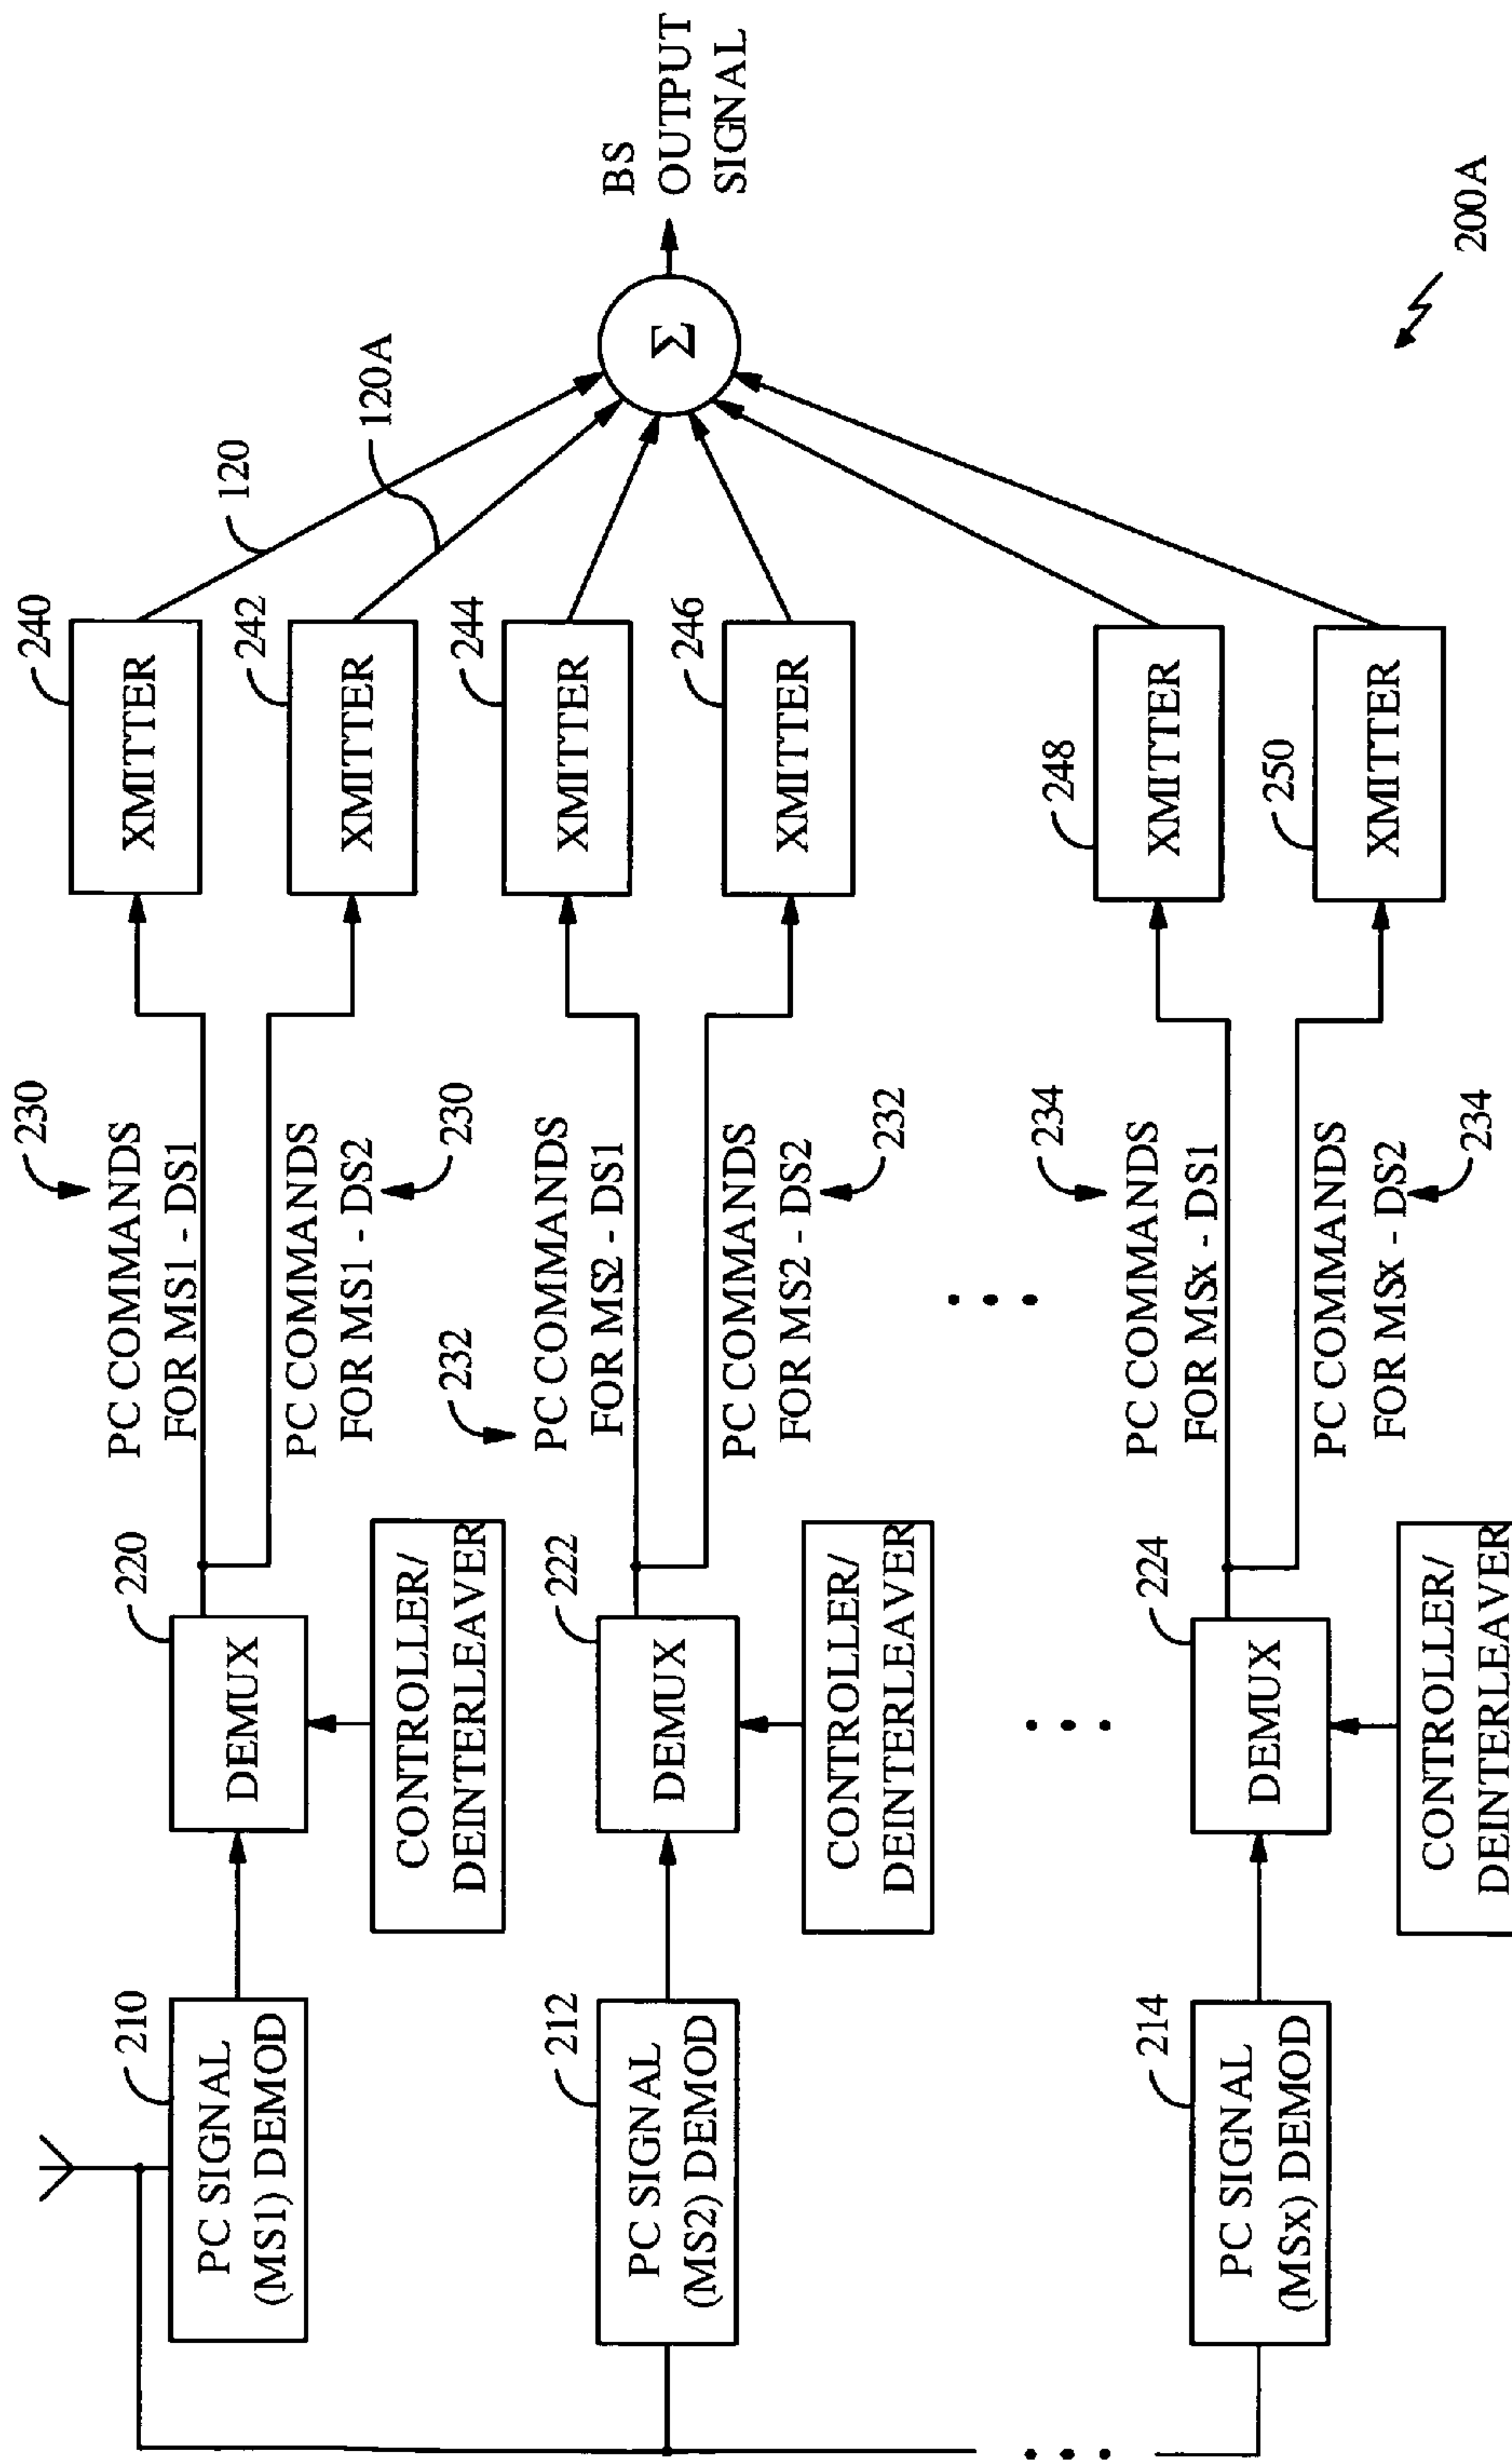 210
PC SIGNAL
(MS1) DEMOD
220
DEMUX
CONTROLLER/
DEINTERLEAVER
230
PC COMMANDS
FOR MS1 - DS1
PC COMMANDS
FOR MS1 - DS2
230
240
XMITTER
242
XMITTER
120
120A
212
PC SIGNAL
(MS2) DEMOD
222
DEMUX
CONTROLLER/
DEINTERLEAVER
232
PC COMMANDS
FOR MS2 - DS1
PC COMMANDS
FOR MS2 - DS2
232
244
XMITTER
246
XMITTER
Σ
BS
OUTPUT
SIGNAL
214
PC SIGNAL
(MSx) DEMOD
224
DEMUX
CONTROLLER/
DEINTERLEAVER
234
PC COMMANDS
FOR MSx - DS1
PC COMMANDS
FOR MSx - DS2
234
248
XMITTER
250
XMITTER
200A